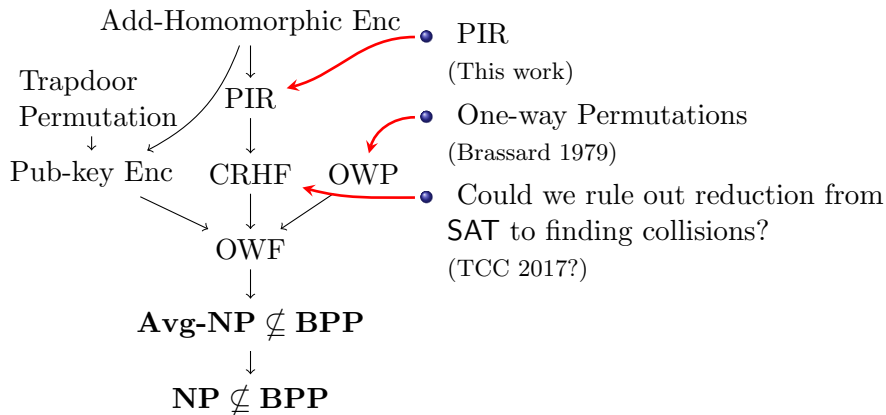 Add-Homomorphic Enc
Trapdoor
Permutation
PIR
Pub-key Enc
CRHF
OWP
OWF
Avg-NP ⊈ BPP
NP ⊈ BPP
PIR
(This work)
One-way Permutations
(Brassard 1979)
Could we rule out reduction from
SAT to finding collisions?
(TCC 2017?)